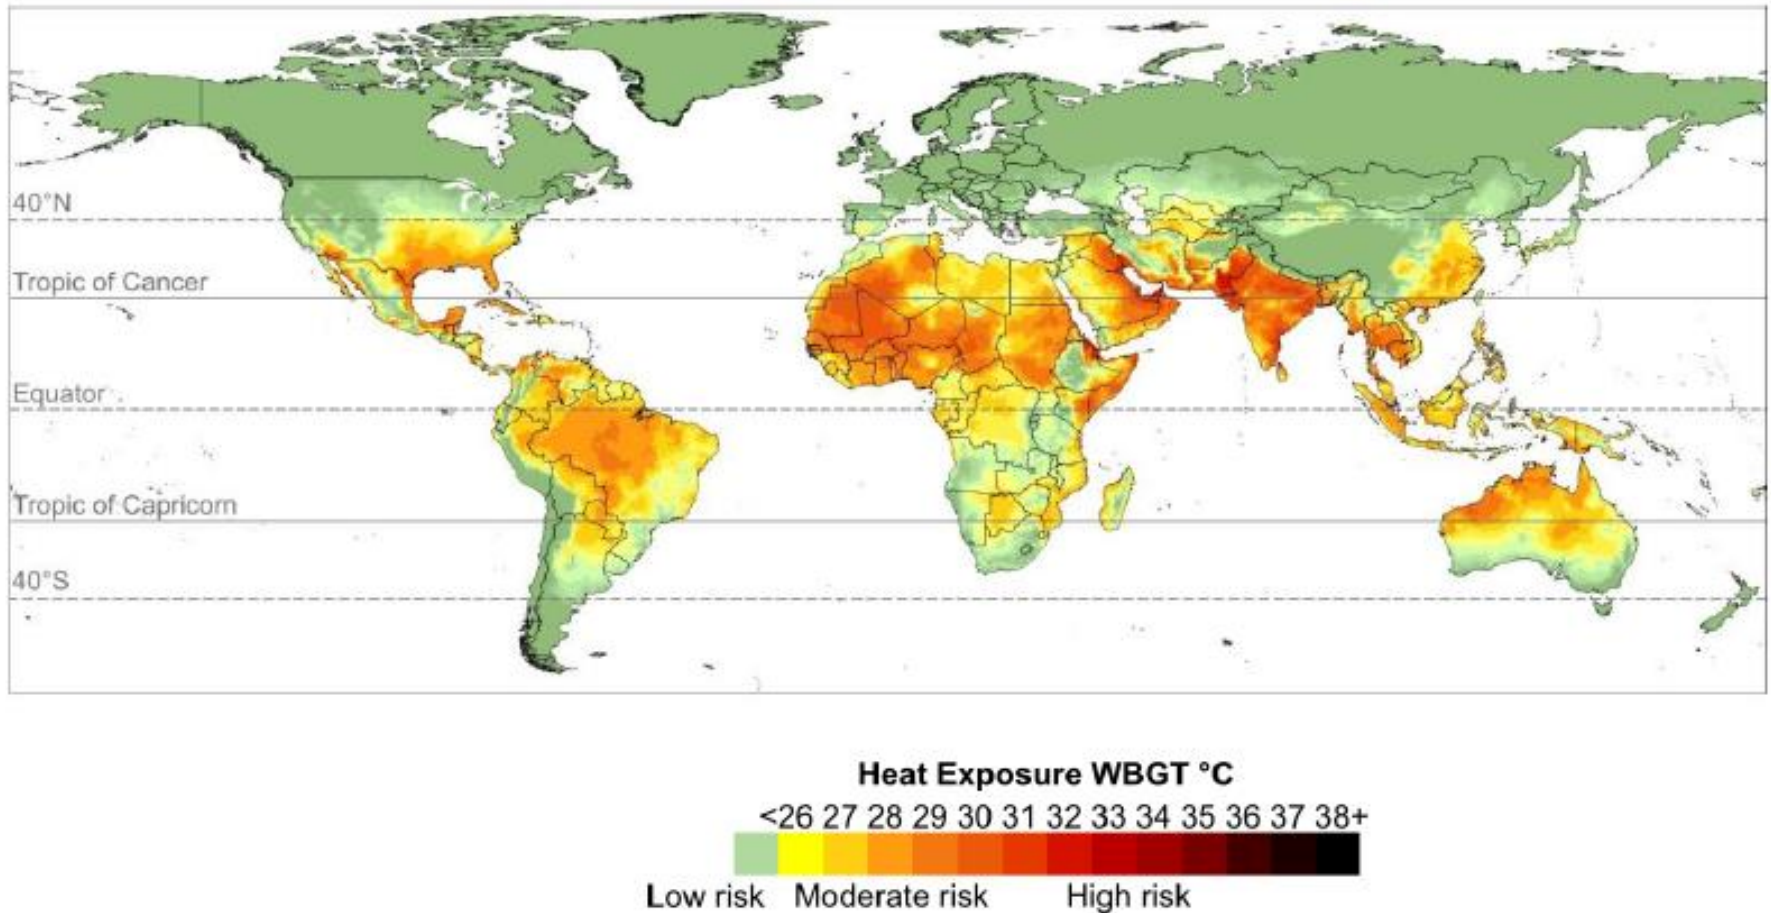 40°N
Tropic of Cancer
Equator
Tropic of Capricorn
40°S
Heat Exposure WBGT °C
<26 27 28 29 30 31 32 33 34 35 36 37 38+
Low risk Moderate risk High risk